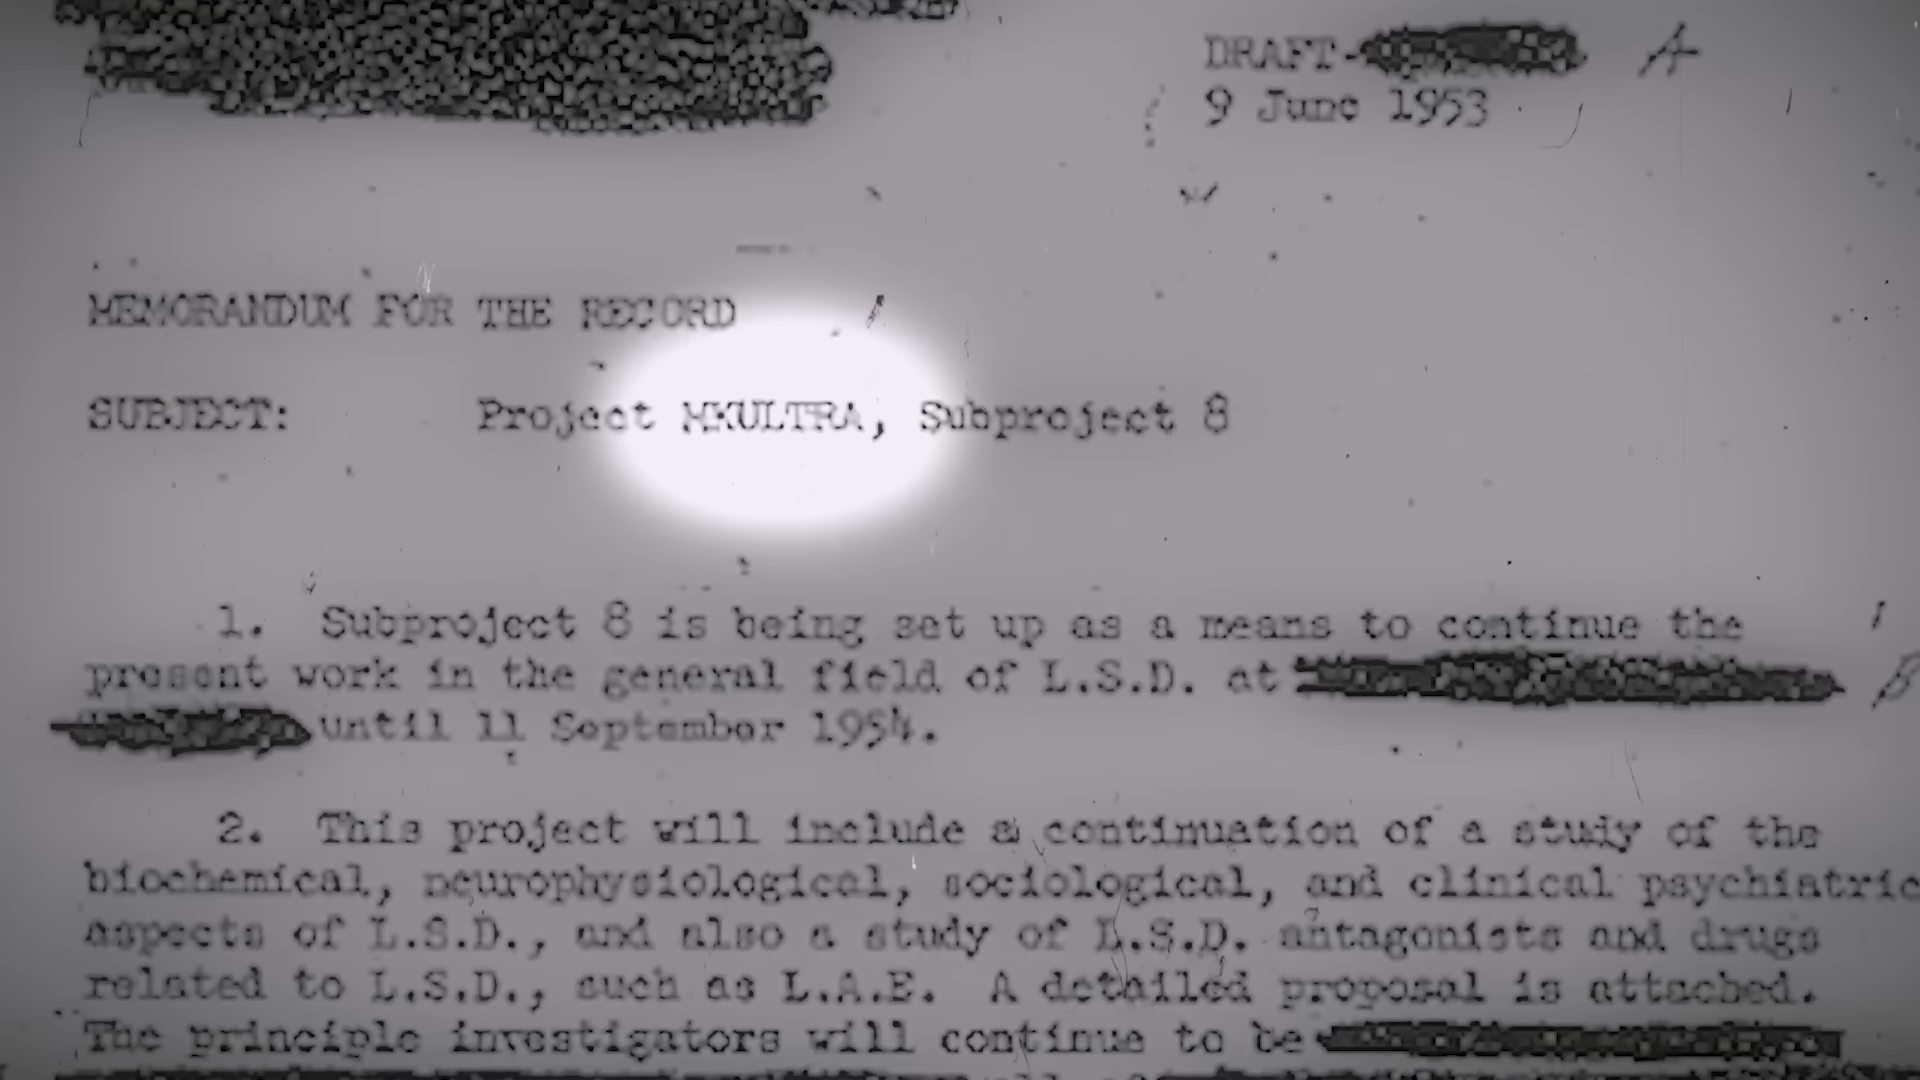 DRAFT-
9 June 1953
MEMORANDUM FOR THE RECORD
SUBJECT: Project MKULTRA, Subproject 8
1. Subproject 8 is being set up as a means to continue the
present work in the general field of L.S.D. at
until 11 September 1954.
2. This project will include a continuation of a study of the
biochemical, neurophysiological, sociological, and clinical psychiatric
aspects of L.S.D., and also a study of L.S.D. antagonists and drugs
related to L.S.D., such as L.A.E. A detailed proposal is attached.
The principle investigators will continue to be